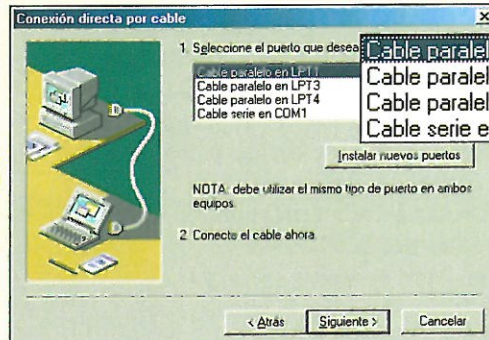 Conexión directa por cable
1 Seleccione el puerto que desea
Cable paralelo en LPT1
Cable paralelo en LPT3
Cable paralelo en LPT4
Cable serie en COM1
Cable paralel
Cable paralel
Cable paralel
Cable serie e
Instalar nuevos puertos
NOTA: debe utilizar el mismo tipo de puerto en ambos
equipos.
2 Conecte el cable ahora.
< Atrás
Siguiente >
Cancelar